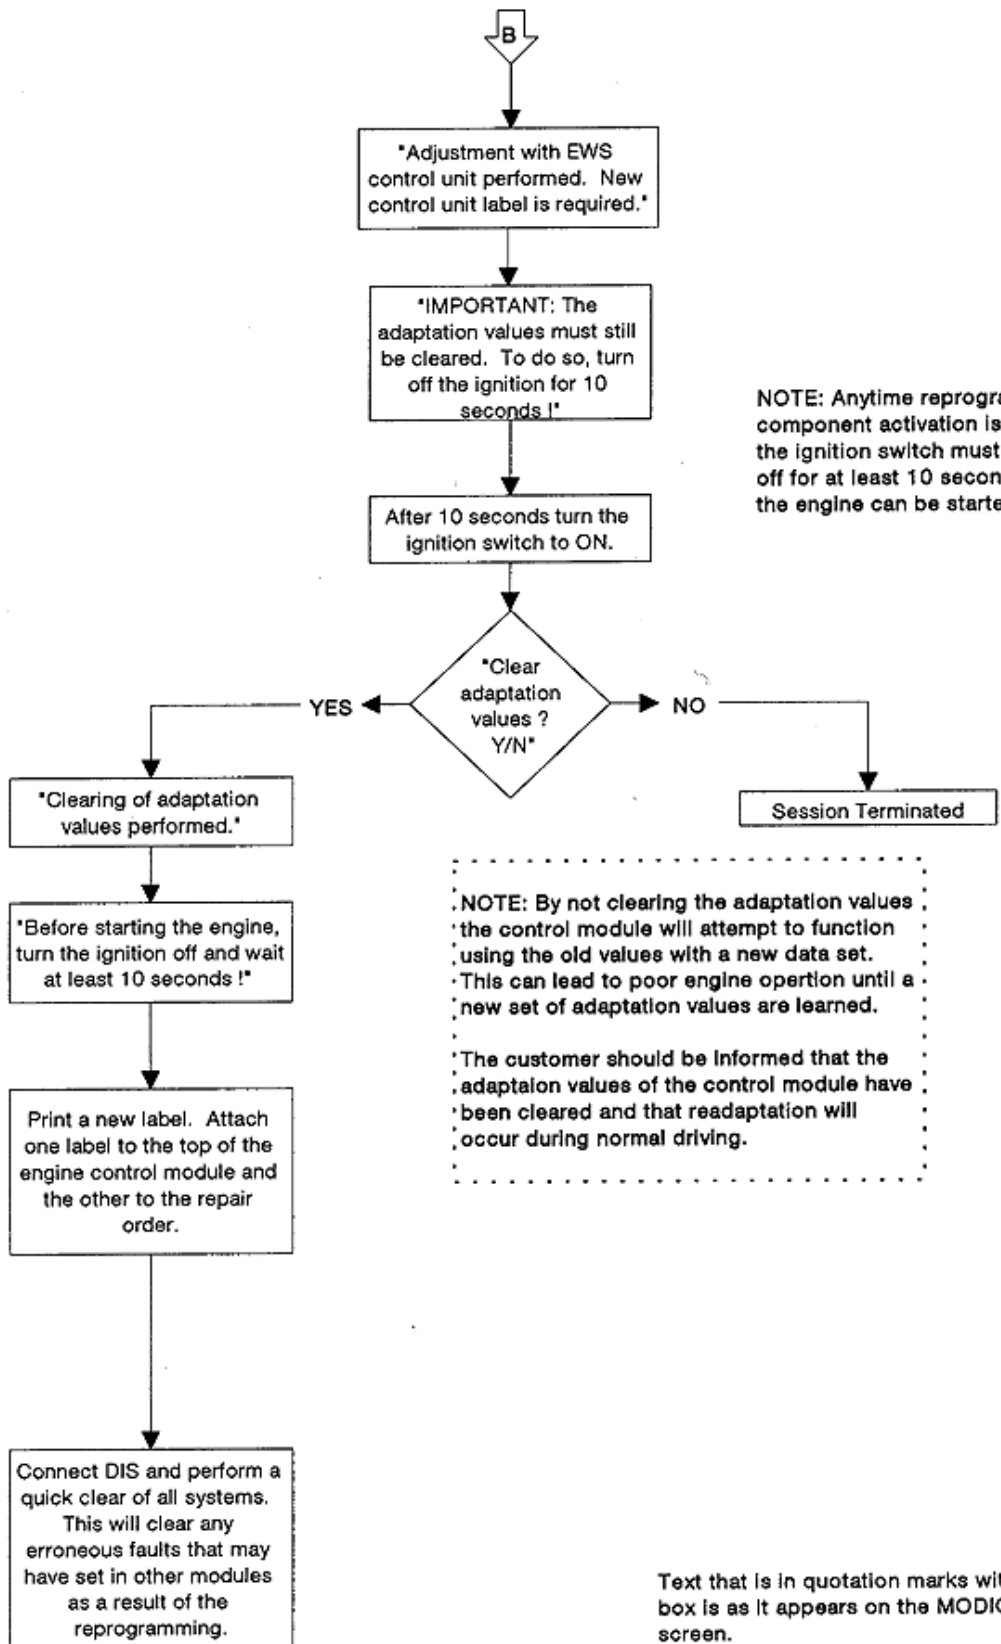 B
"Adjustment with EWS
control unit performed. New
control unit label is required."
"IMPORTANT: The
adaptation values must still
be cleared. To do so, turn
off the ignition for 10
seconds !"
NOTE: Anytime
component activation is
the ignition switch must
off for at least 10
the engine can be
After 10 seconds turn the
ignition switch to ON.
"Clear
adaptation
values ?
Y/N"
YES
NO
"Clearing of adaptation
values performed."
Session Terminated
"Before starting the engine,
turn the ignition off and wait
at least 10 seconds !"
NOTE: By not clearing the adaptation values
the control module will attempt to function
using the old values with a new data set.
This can lead to poor engine opertion until a
new set of adaptation values are learned.
The customer should be informed that the
adaptaion values of the control module have
been cleared and that readaptation will
occur during normal driving.
Print a new label. Attach
one label to the top of the
engine control module and
the other to the repair
order.
Connect DIS and perform a
quick clear of all systems.
This will clear any
erroneous faults that may
have set in other modules
as a result of the
reprogramming.
Text that is in quotation marks
box is as it appears on the
screen.